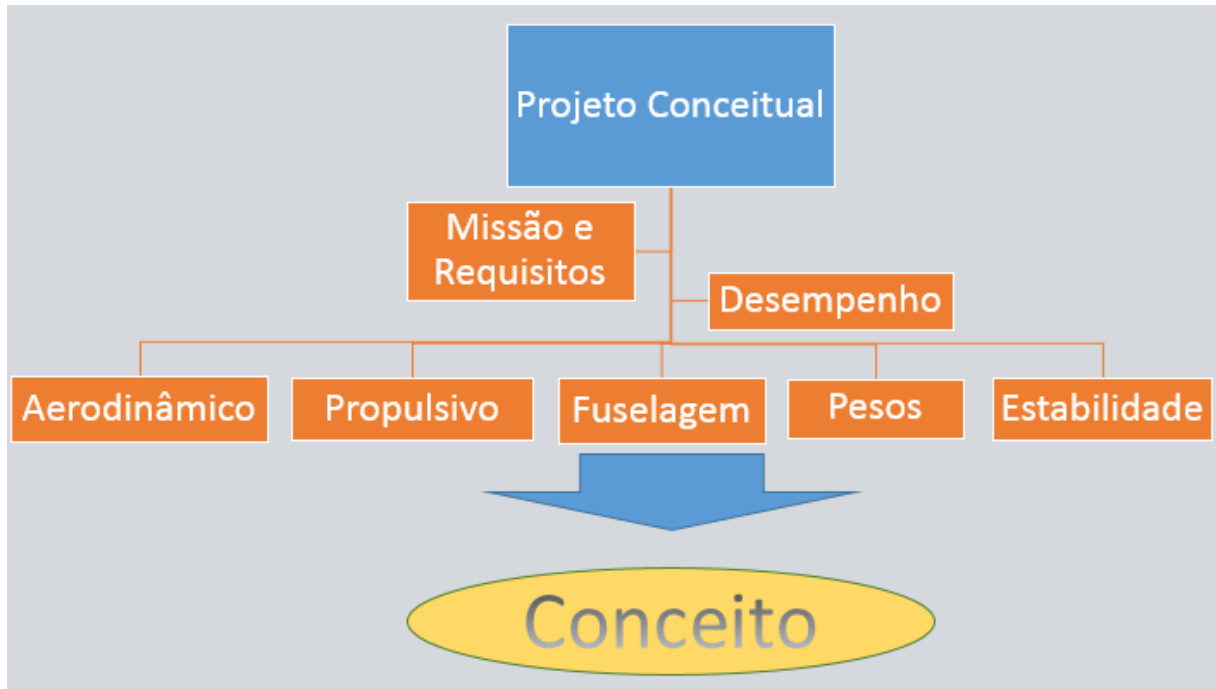 Projeto Conceitual
Missão e
Requisitos
Desempenho
Aerodinâmico
Propulsivo
Fuselagem
Pesos
Estabilidade
Conceito